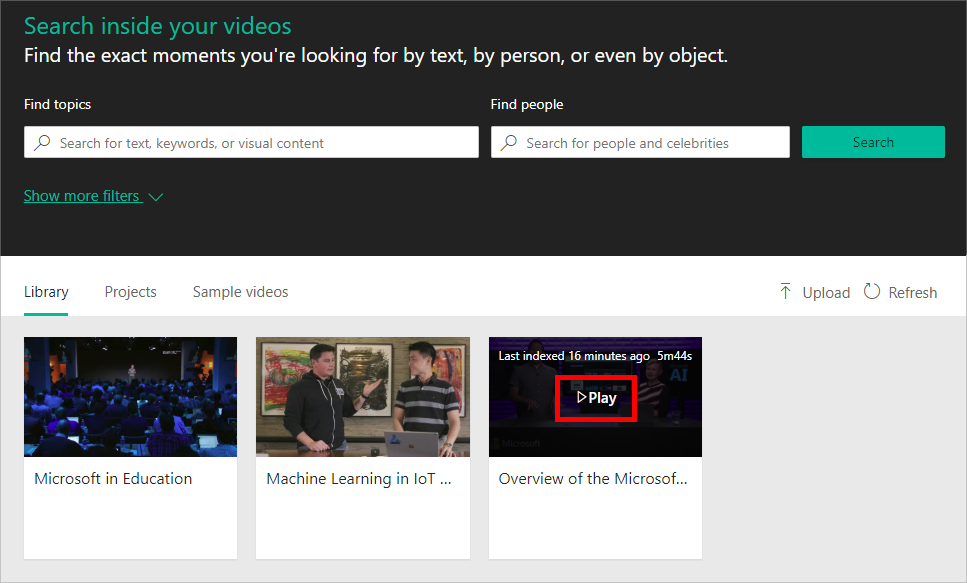 Search inside your videos
Find the exact moments you're looking for by text, by person, or even by object.
Find topics
Find people
Search for text, keywords, or visual content
Search for people and celebrities
Search
Show more filters
Library
Projects
Sample videos
Upload
Refresh
Last indexed 16 minutes ago 5m44s
AI
Play
Microsoft
Microsoft in Education
Machine Learning in IoT ...
Overview of the Microsof...